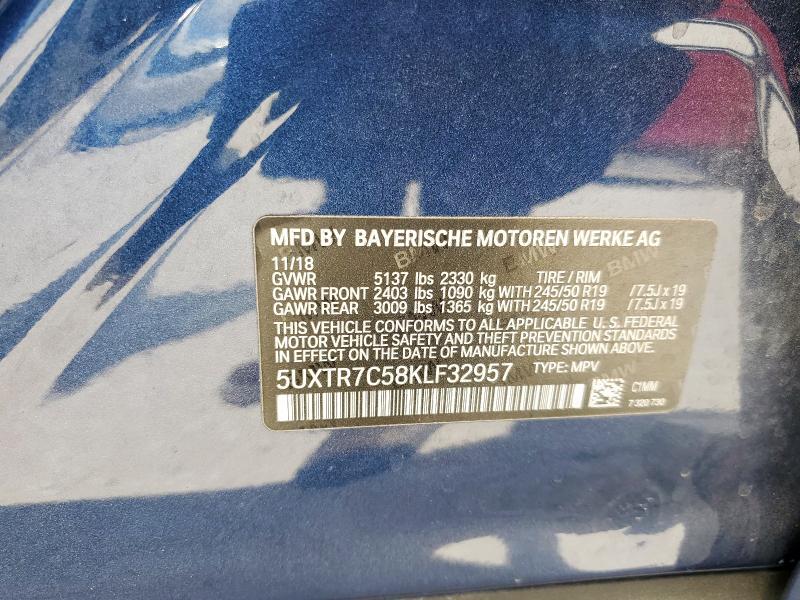 MFD BY BAYERISCHE MOTOREN WERKE AG
11/18
GVWR 5137 lbs 2330 kg TIRE / RIM
GAWR FRONT 2403 lbs 1090 kg WITH 245/50 R19 / 7.5J x 19
GAWR REAR 3009 lbs 1365 kg WITH 245/50 R19 / 7.5J x 19
THIS VEHICLE CONFORMS TO ALL APPLICABLE U. S. FEDERAL
MOTOR VEHICLE SAFETY AND THEFT PREVENTION STANDARDS
IN EFFECT ON THE DATE OF MANUFACTURE SHOWN ABOVE.
5UXTR7C58KLF32957 TYPE: MPV
C1MM
7 320 730